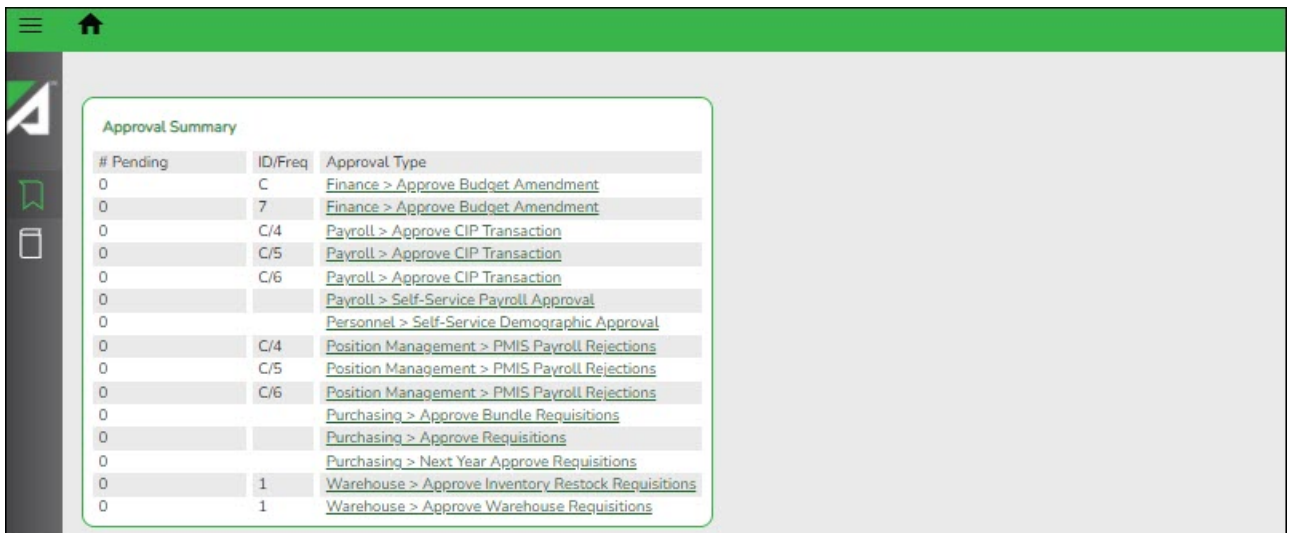 Approval Summary
# Pending ID/Freq Approval Type
0 C Finance > Approve Budget Amendment
0 7 Finance > Approve Budget Amendment
0 C/4 Payroll > Approve CIP Transaction
0 C/5 Payroll > Approve CIP Transaction
0 C/6 Payroll > Approve CIP Transaction
0 Payroll > Self-Service Payroll Approval
0 Personnel > Self-Service Demographic Approval
0 C/4 Position Management > PMIS Payroll Rejections
0 C/5 Position Management > PMIS Payroll Rejections
0 C/6 Position Management > PMIS Payroll Rejections
0 Purchasing > Approve Bundle Requisitions
0 Purchasing > Approve Requisitions
0 Purchasing > Next Year Approve Requisitions
0 1 Warehouse > Approve Inventory Restock Requisitions
0 1 Warehouse > Approve Warehouse Requisitions